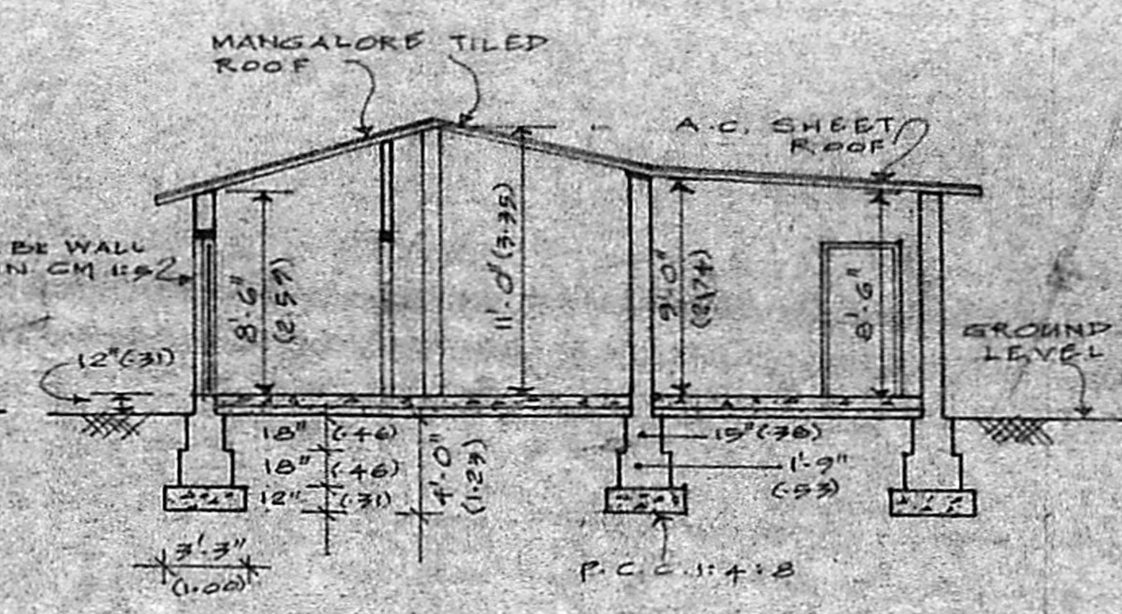 MANGALORE TILED
ROOF
A.C. SHEET
ROOF
BE WALL
N. CM 1:5
12"(.31)
8'-6"
(2.59)
11'-0"(3.35)
9'-0"
(2.74)
8'-6"
GROUND
LEVEL
18" (.46)
18" (.46)
12" (.31)
4'-0"
(1.23)
15"(.38)
1'-9"
(.53)
3'-3"
(1.00)
P.C.C. 1:4:8